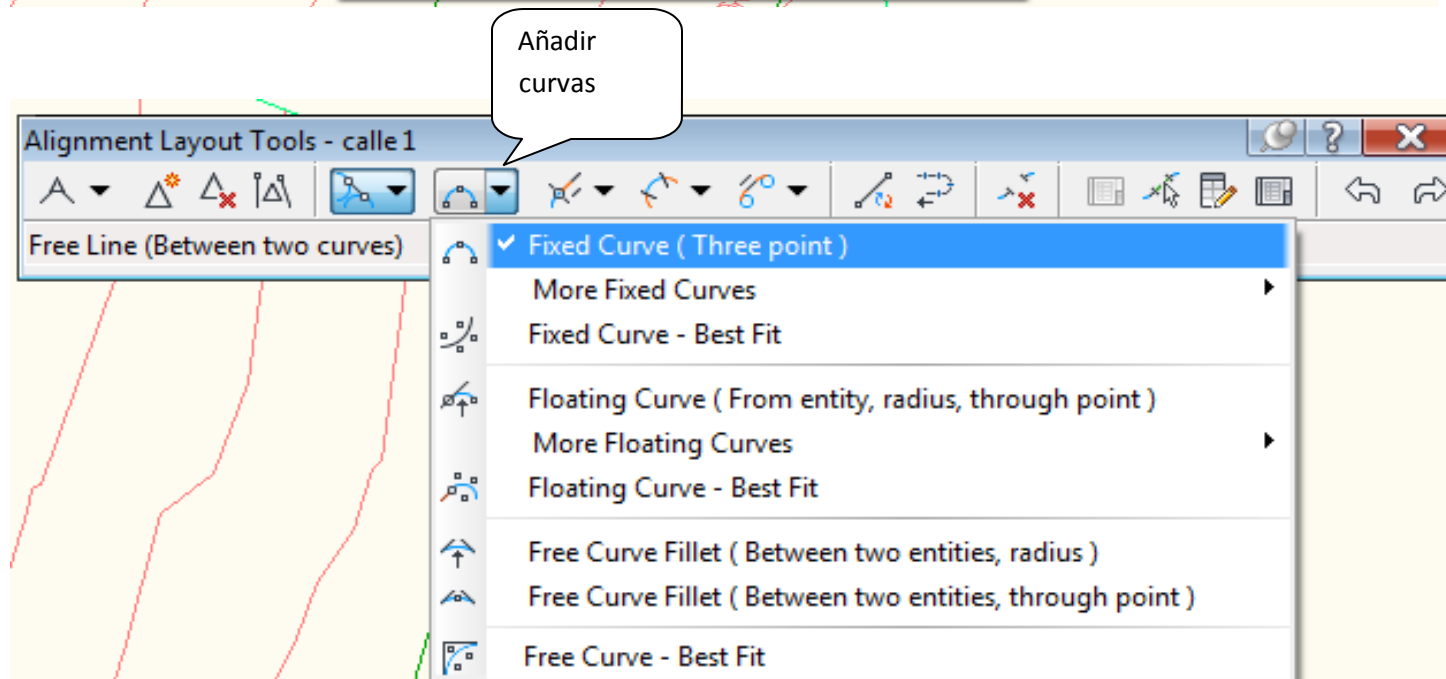 Añadir
curvas
Alignment Layout Tools - calle 1
Free Line (Between two curves)
Fixed Curve ( Three point )
More Fixed Curves
Fixed Curve - Best Fit
Floating Curve ( From entity, radius, through point )
More Floating Curves
Floating Curve - Best Fit
Free Curve Fillet ( Between two entities, radius )
Free Curve Fillet ( Between two entities, through point )
Free Curve - Best Fit